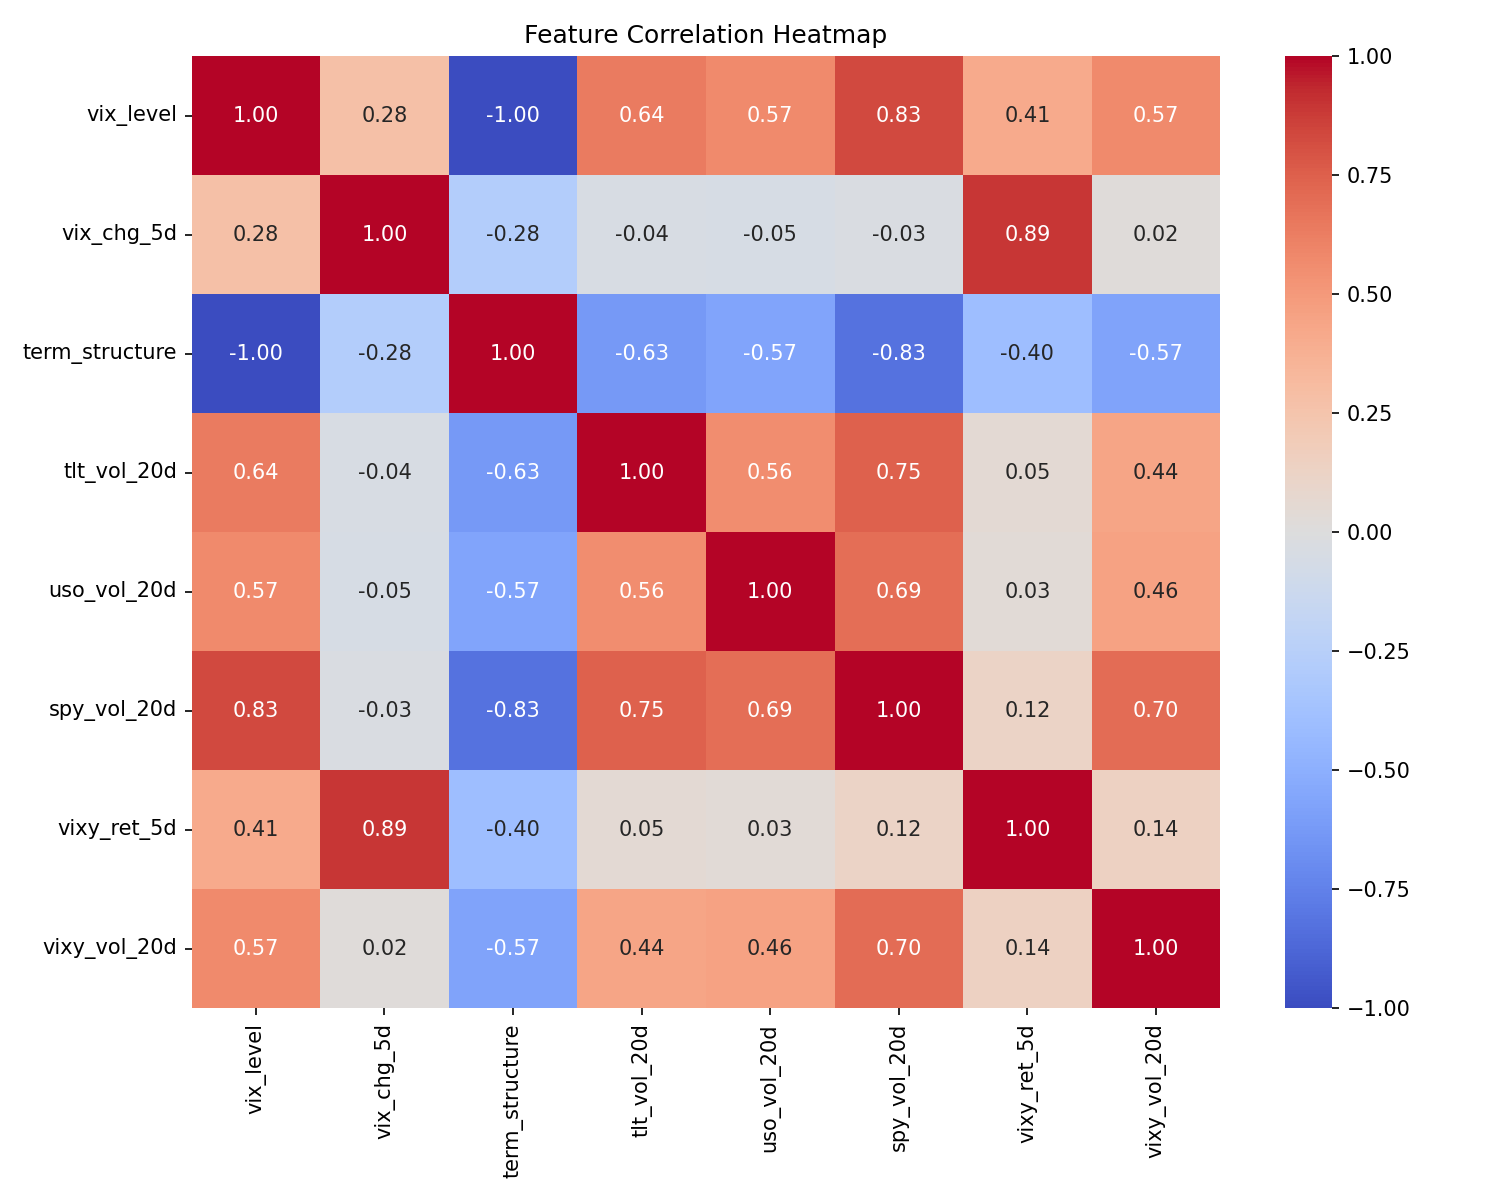 Feature Correlation Heatmap
vix_level 1.00 0.28 -1.00 0.64 0.57 0.83 0.41 0.57
vix_chg_5d 0.28 1.00 -0.28 -0.04 -0.05 -0.03 0.89 0.02
term_structure -1.00 -0.28 1.00 -0.63 -0.57 -0.83 -0.40 -0.57
tlt_vol_20d 0.64 -0.04 -0.63 1.00 0.56 0.75 0.05 0.44
uso_vol_20d 0.57 -0.05 -0.57 0.56 1.00 0.69 0.03 0.46
spy_vol_20d 0.83 -0.03 -0.83 0.75 0.69 1.00 0.12 0.70
vixy_ret_5d 0.41 0.89 -0.40 0.05 0.03 0.12 1.00 0.14
vixy_vol_20d 0.57 0.02 -0.57 0.44 0.46 0.70 0.14 1.00
vix_level
vix_chg_5d
term_structure
tlt_vol_20d
uso_vol_20d
spy_vol_20d
vixy_ret_5d
vixy_vol_20d
1.00
0.75
0.50
0.25
0.00
−0.25
−0.50
−0.75
−1.00